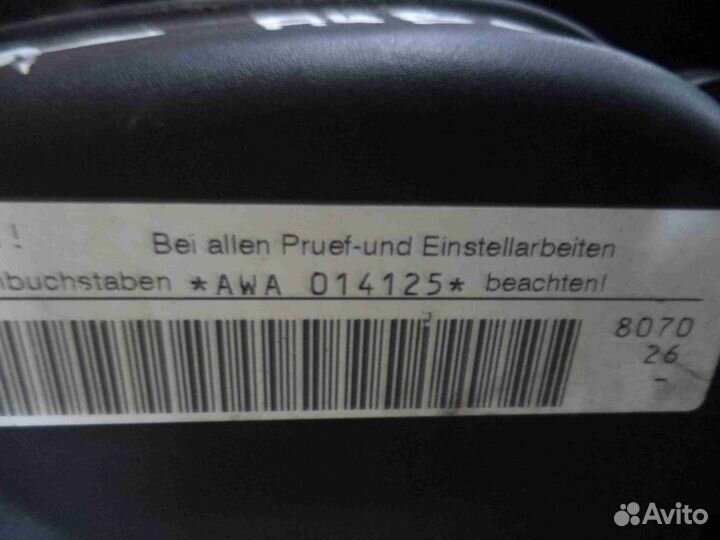 !
Bei allen Pruef-und Einstellarbeiten
buchstaben *AWA 014125* beachten!
8070
26
-
Avito